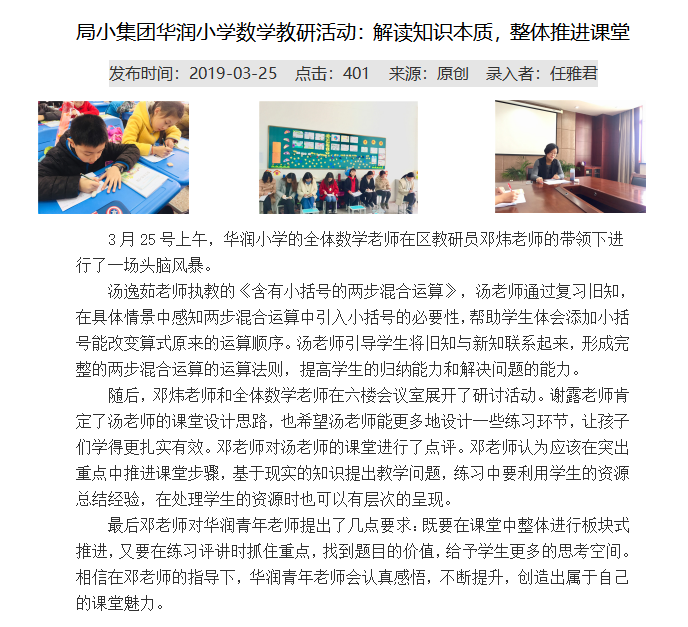 局小集团华润小学数学教研活动：解读知识本质，整体推进课堂
发布时间：2019-03-25 点击：401 来源：原创 录入者：任雅君
3月25号上午，华润小学的全体数学老师在区教研员邓炜老师的带领下进
行了一场头脑风暴。
汤逸茹老师执教的《含有小括号的两步混合运算》，汤老师通过复习旧知，
在具体情景中感知两步混合运算中引入小括号的必要性，帮助学生体会添加小括
号能改变算式原来的运算顺序。汤老师引导学生将旧知与新知联系起来，形成完
整的两步混合运算的运算法则，提高学生的归纳能力和解决问题的能力。
随后，邓炜老师和全体数学老师在六楼会议室展开了研讨活动。谢露老师肯
定了汤老师的课堂设计思路，也希望汤老师能更多地设计一些练习环节，让孩子
们学得更扎实有效。邓老师对汤老师的课堂进行了点评。邓老师认为应该在突出
重点中推进课堂步骤，基于现实的知识提出教学问题，练习中要利用学生的资源
总结经验，在处理学生的资源时也可以有层次的呈现。
最后邓老师对华润青年老师提出了几点要求：既要在课堂中整体进行板块式
推进，又要在练习评讲时抓住重点，找到题目的价值，给予学生更多的思考空间。
相信在邓老师的指导下，华润青年老师会认真感悟，不断提升，创造出属于自己
的课堂魅力。